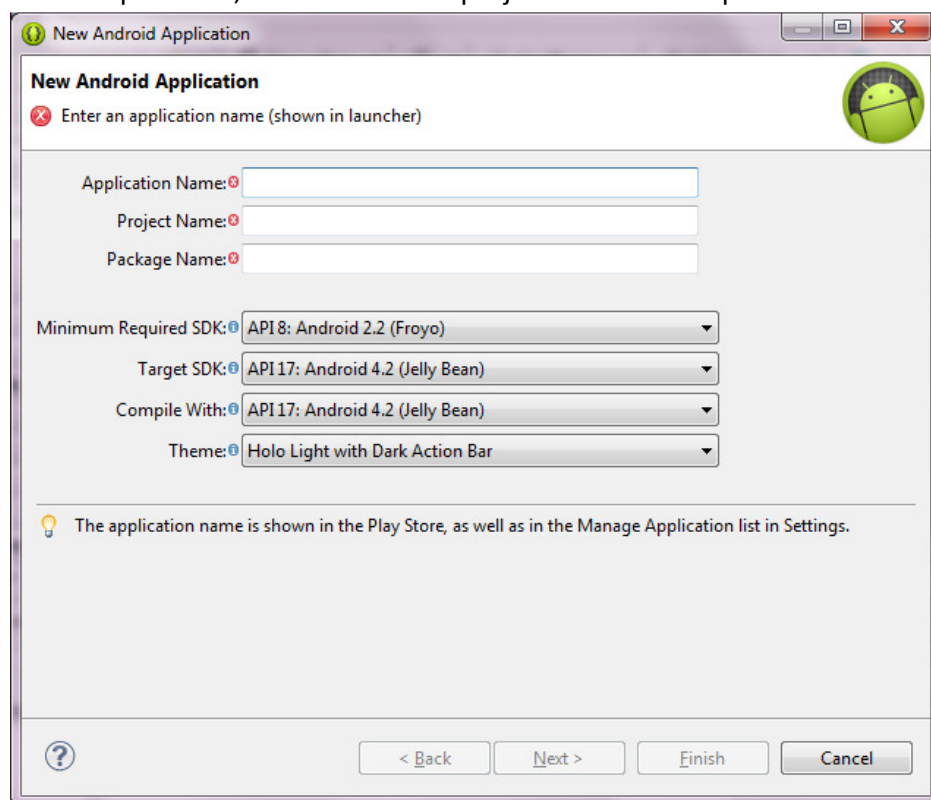 New Android Application
New Android Application
Enter an application name (shown in launcher)
Application Name:
Project Name:
Package Name:
Minimum Required SDK: API 8: Android 2.2 (Froyo)
Target SDK: API 17: Android 4.2 (Jelly Bean)
Compile With: API 17: Android 4.2 (Jelly Bean)
Theme: Holo Light with Dark Action Bar
The application name is shown in the Play Store, as well as in the Manage Application list in Settings.
< Back Next > Finish Cancel